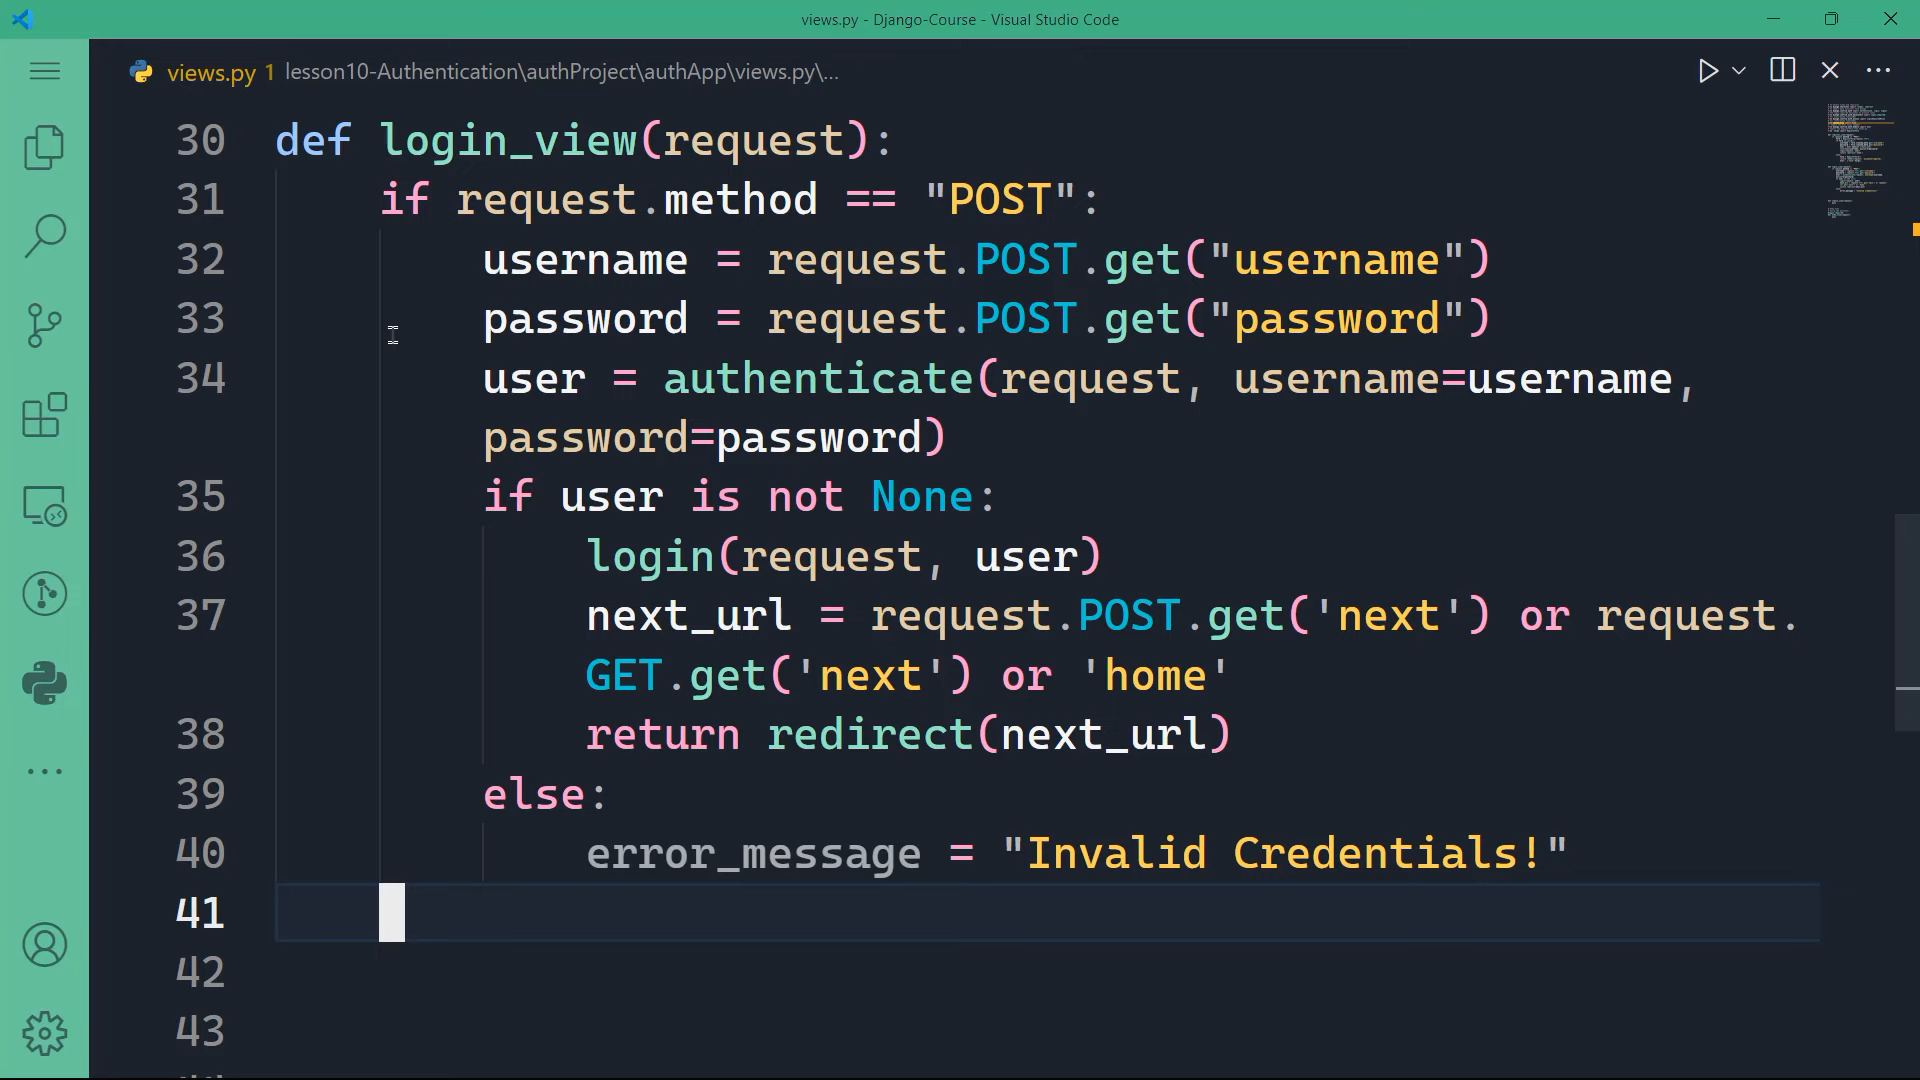 views.py - Django-Course - Visual Studio Code
views.py 1 lesson10-Authentication\authProject\authApp\views.py\...
30 def login_view(request):
31 if request.method == "POST":
32 username = request.POST.get("username")
33 password = request.POST.get("password")
34 user = authenticate(request, username=username,
password=password)
35 if user is not None:
36 login(request, user)
37 next_url = request.POST.get('next') or request.
GET.get('next') or 'home'
38 return redirect(next_url)
39 else:
40 error_message = "Invalid Credentials!"
41
42
43